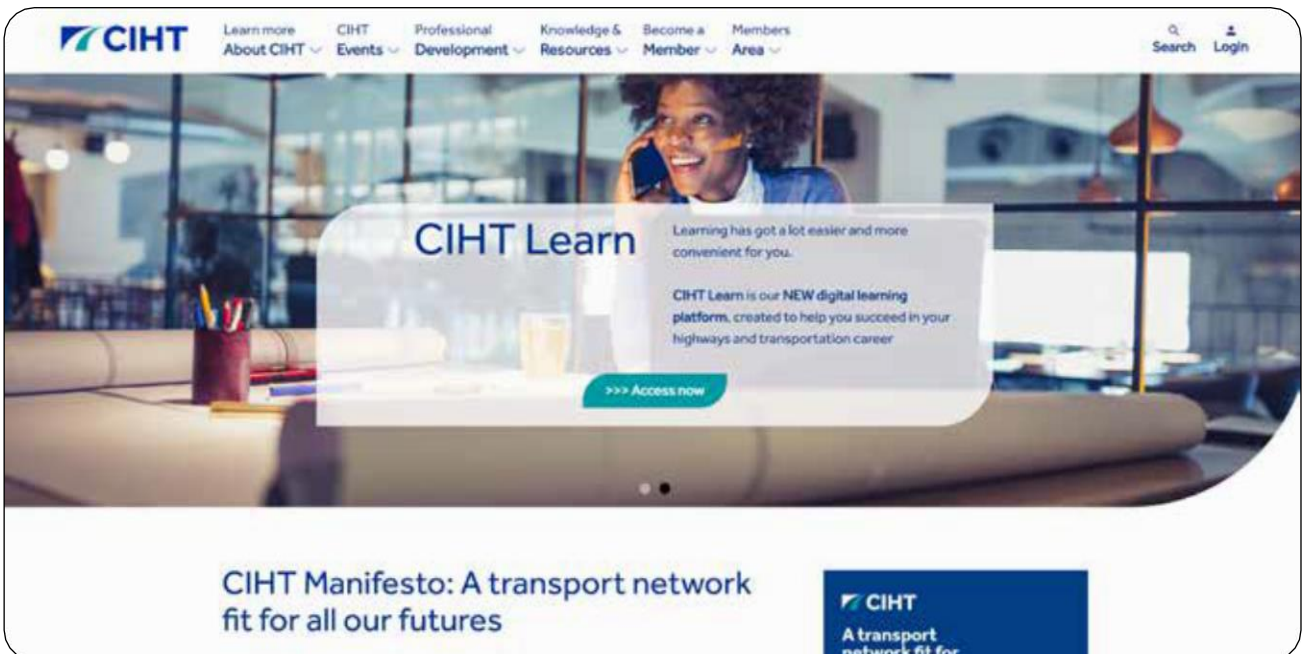 CIHT
Learn more
About CIHT
CIHT
Events
Professional
Development
Knowledge &
Resources
Become a
Member
Members
Area
Search
Login
CIHT Learn
Learning has got a lot easier and more
convenient for you.
CIHT Learn is our NEW digital learning
platform, created to help you succeed in your
highways and transportation career
>>> Access now
CIHT Manifesto: A transport network
fit for all our futures
CIHT
A transport
network fit for